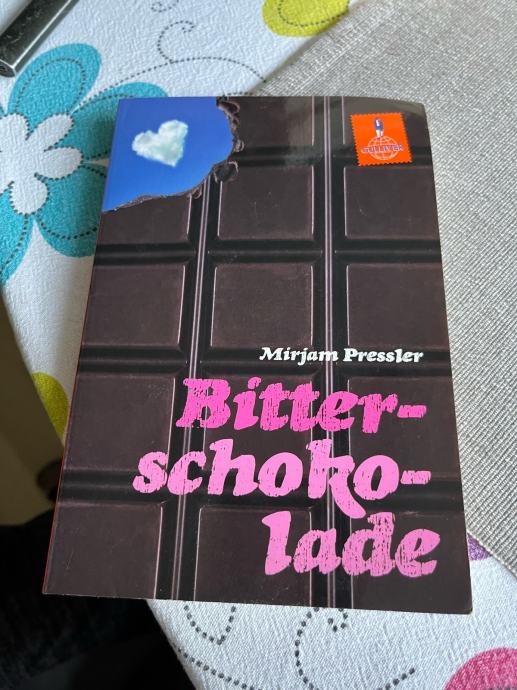 GULLIVER
Mirjam Pressler
Bitter-
schoko-
lade